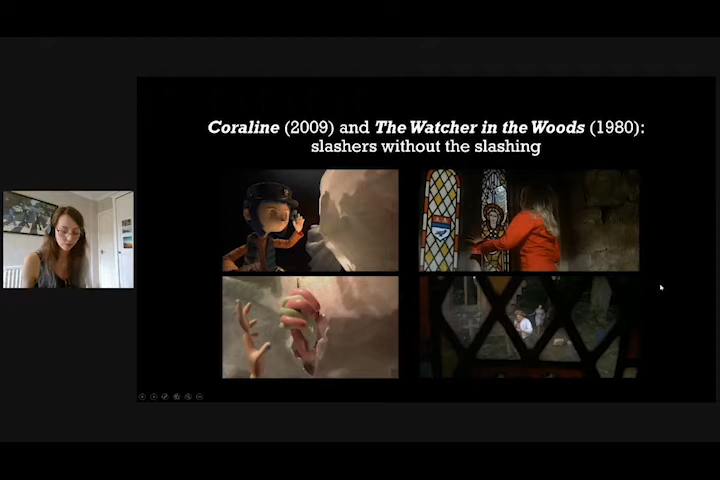 Coraline (2009) and The Watcher in the Woods (1980):
slashers without the slashing